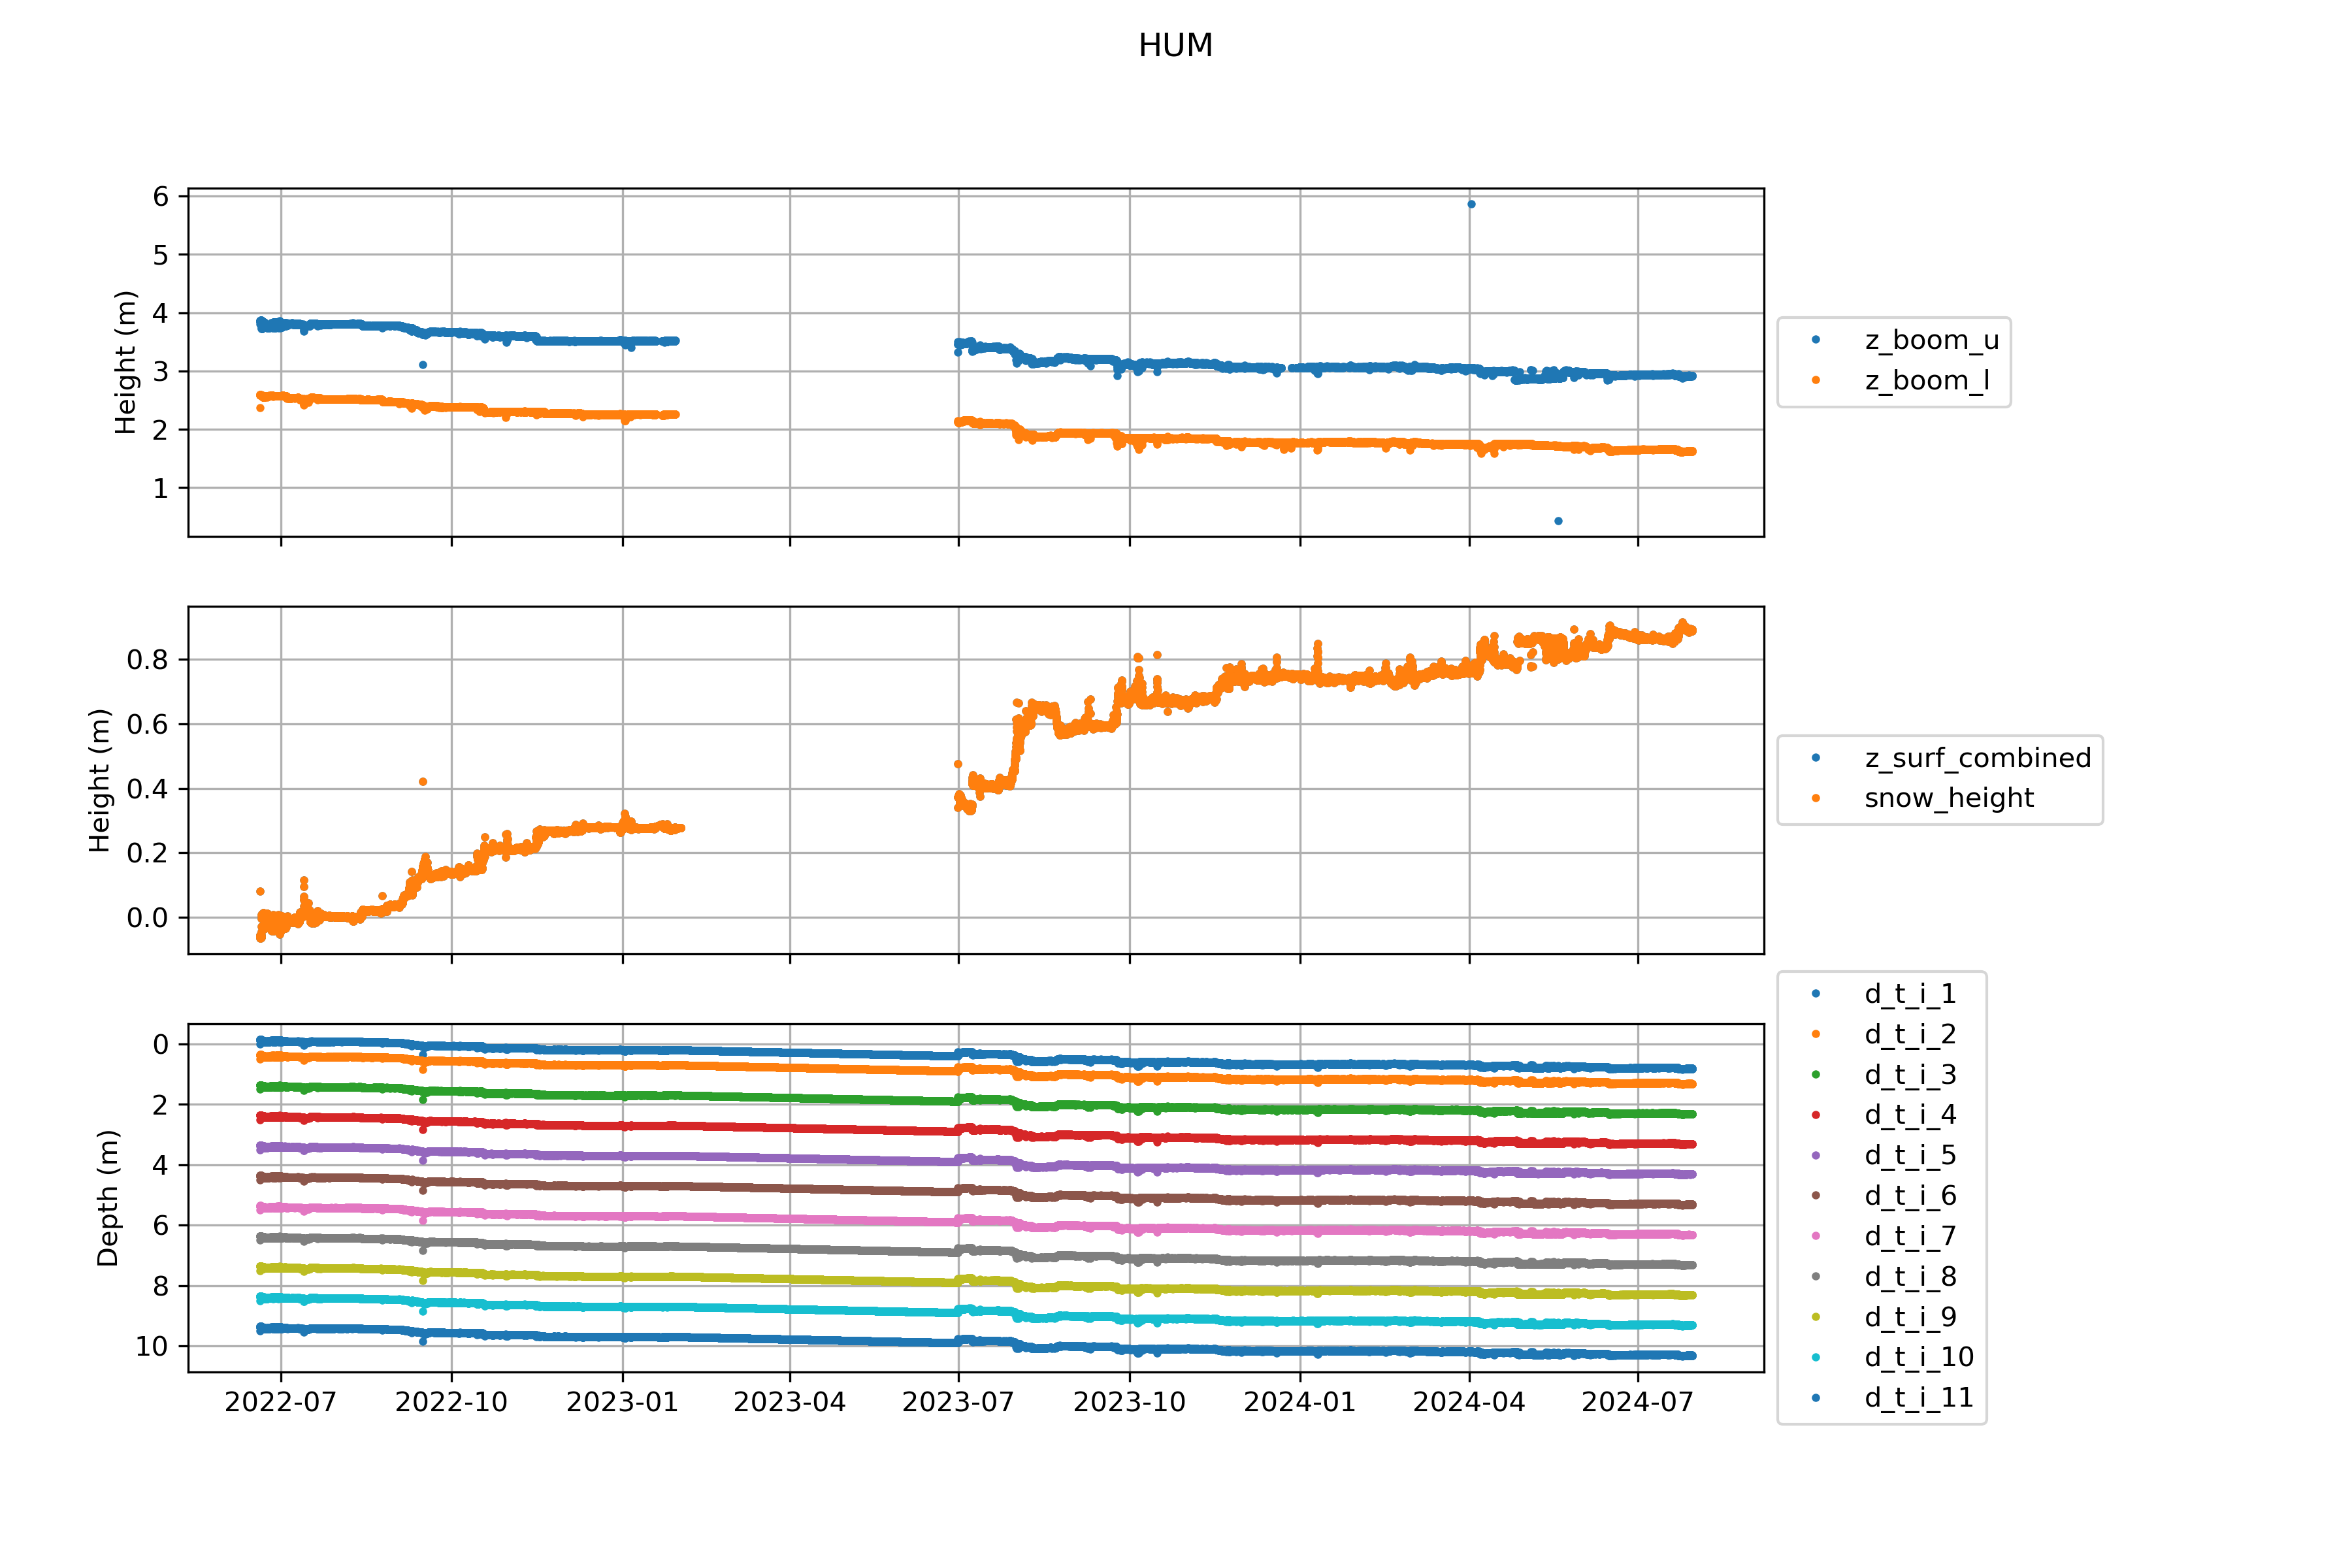 HUM
6
5
4
3
2
1
Height (m)
z_boom_u
z_boom_l
0.8
0.6
0.4
0.2
0.0
Height (m)
z_surf_combined
snow_height
0
2
4
6
8
10
Depth (m)
2022-07 2022-10 2023-01 2023-04 2023-07 2023-10 2024-01 2024-04 2024-07
d_t_i_1
d_t_i_2
d_t_i_3
d_t_i_4
d_t_i_5
d_t_i_6
d_t_i_7
d_t_i_8
d_t_i_9
d_t_i_10
d_t_i_11